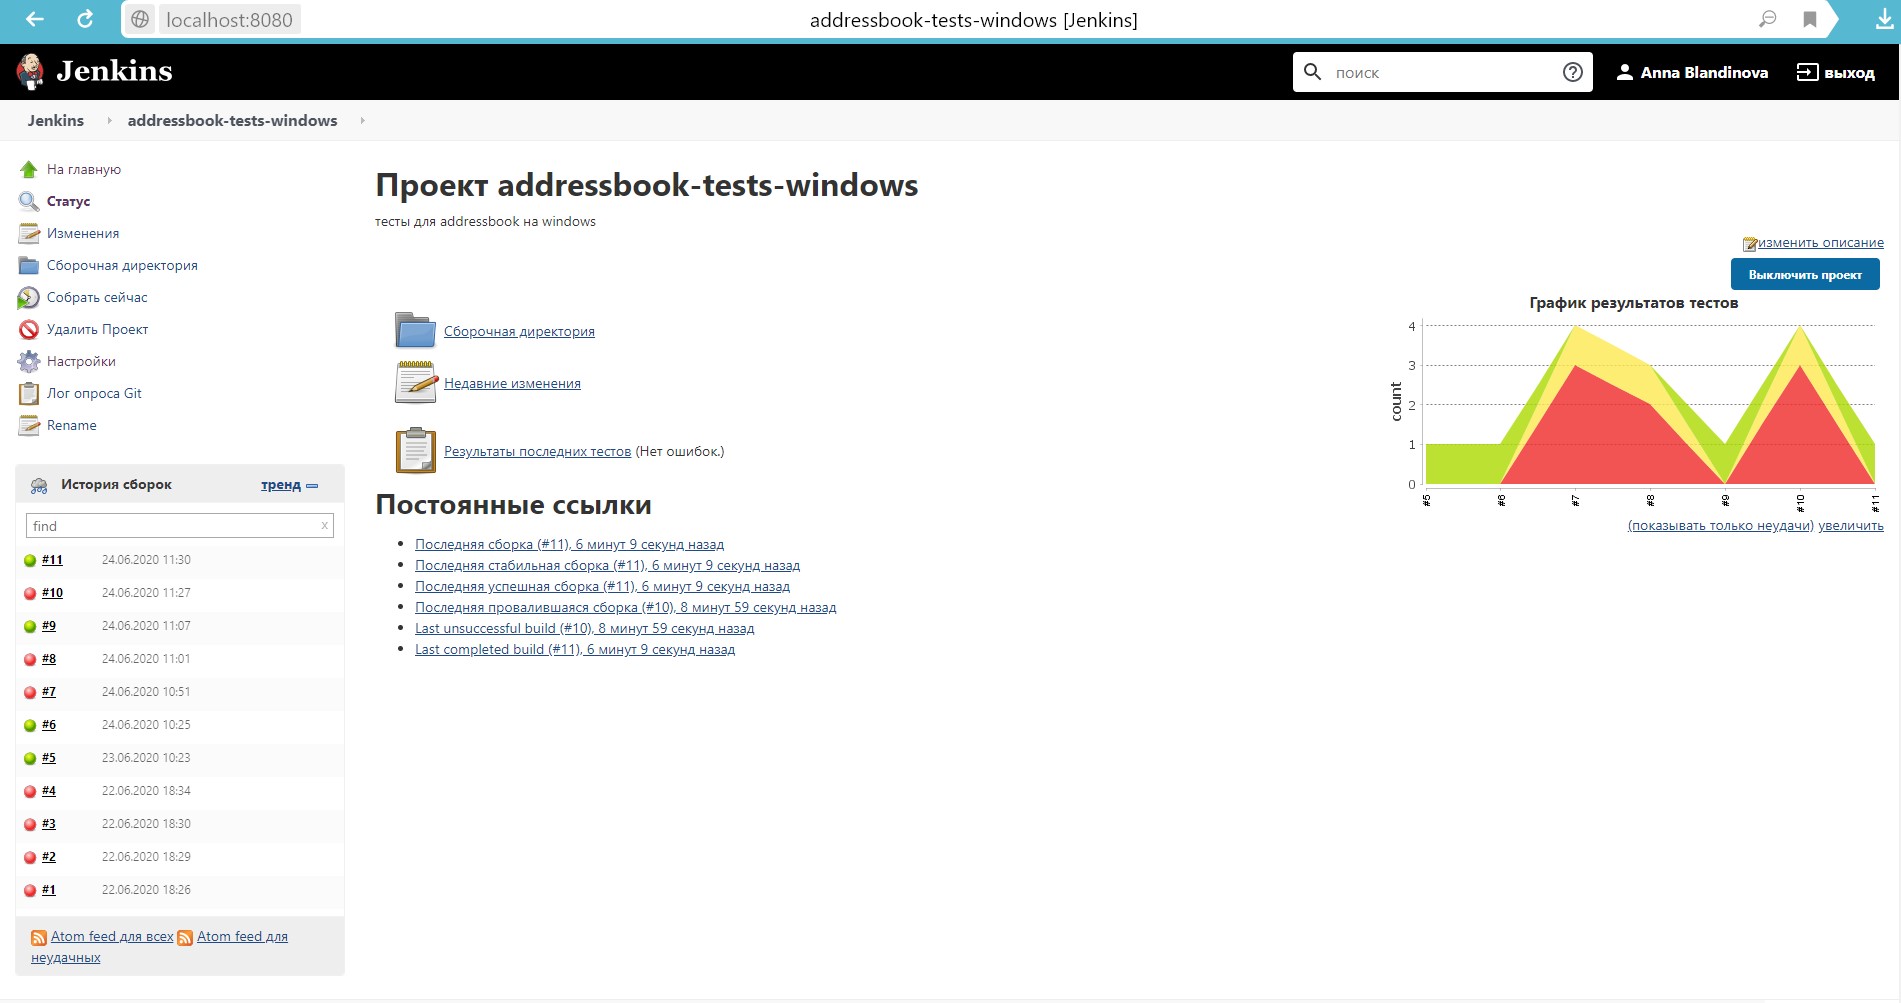 localhost:8080
addressbook-tests-windows [Jenkins]
Jenkins
поиск
Anna Blandinova
выход
Jenkins
addressbook-tests-windows
На главную
Статус
Изменения
Сборочная директория
Собрать сейчас
Удалить Проект
Настройки
Лог опроса Git
Rename
История сборок
тренд
find
x
#11 24.06.2020 11:30
#10 24.06.2020 11:27
#9 24.06.2020 11:07
#8 24.06.2020 11:01
#7 24.06.2020 10:51
#6 24.06.2020 10:25
#5 23.06.2020 10:23
#4 22.06.2020 18:34
#3 22.06.2020 18:30
#2 22.06.2020 18:29
#1 22.06.2020 18:26
Atom feed для всех Atom feed для
неудачных
Проект addressbook-tests-windows
тесты для addressbook на windows
изменить описание
Выключить проект
Сборочная директория
Недавние изменения
Результаты последних тестов (Нет ошибок.)
Постоянные ссылки
Последняя сборка (#11), 6 минут 9 секунд назад
Последняя стабильная сборка (#11), 6 минут 9 секунд назад
Последняя успешная сборка (#11), 6 минут 9 секунд назад
Последняя провалившаяся сборка (#10), 8 минут 59 секунд назад
Last unsuccessful build (#10), 8 минут 59 секунд назад
Last completed build (#11), 6 минут 9 секунд назад
График результатов тестов
count
4
3
2
1
0
#5 #6 #7 #8 #9 #10 #11
(показывать только неудачи) увеличить